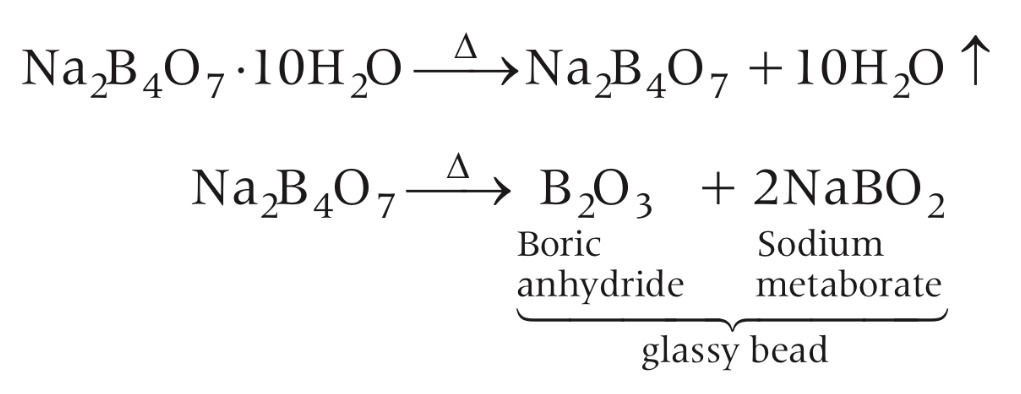 Na₂B₄O₇·10H₂O —Δ→ Na₂B₄O₇ + 10H₂O ↑
Na₂B₄O₇ —Δ→ B₂O₃ + 2NaBO₂
Boric Sodium
anhydride metaborate
glassy bead